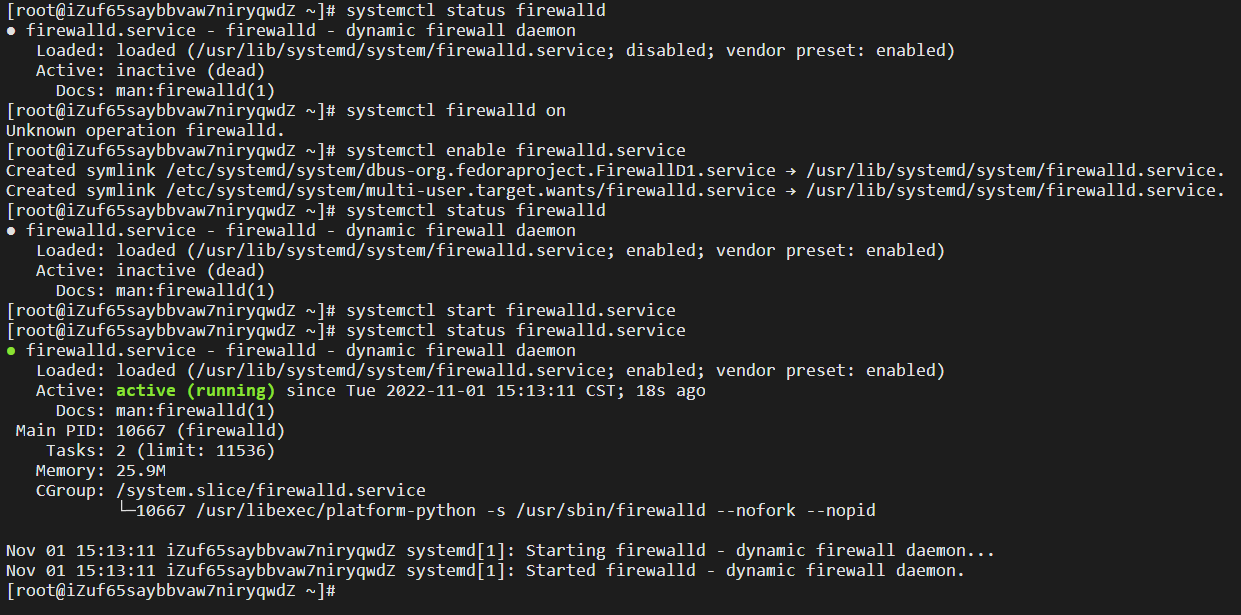 [root@iZuf65saybbvaw7niryqwdZ ~]# systemctl status firewalld
● firewalld.service - firewalld - dynamic firewall daemon
   Loaded: loaded (/usr/lib/systemd/system/firewalld.service; disabled; vendor preset: enabled)
   Active: inactive (dead)
     Docs: man:firewalld(1)
[root@iZuf65saybbvaw7niryqwdZ ~]# systemctl firewalld on
Unknown operation firewalld.
[root@iZuf65saybbvaw7niryqwdZ ~]# systemctl enable firewalld.service
Created symlink /etc/systemd/system/dbus-org.fedoraproject.FirewallD1.service → /usr/lib/systemd/system/firewalld.service.
Created symlink /etc/systemd/system/multi-user.target.wants/firewalld.service → /usr/lib/systemd/system/firewalld.service.
[root@iZuf65saybbvaw7niryqwdZ ~]# systemctl status firewalld
● firewalld.service - firewalld - dynamic firewall daemon
   Loaded: loaded (/usr/lib/systemd/system/firewalld.service; enabled; vendor preset: enabled)
   Active: inactive (dead)
     Docs: man:firewalld(1)
[root@iZuf65saybbvaw7niryqwdZ ~]# systemctl start firewalld.service
[root@iZuf65saybbvaw7niryqwdZ ~]# systemctl status firewalld.service
● firewalld.service - firewalld - dynamic firewall daemon
   Loaded: loaded (/usr/lib/systemd/system/firewalld.service; enabled; vendor preset: enabled)
   Active: active (running) since Tue 2022-11-01 15:13:11 CST; 18s ago
     Docs: man:firewalld(1)
 Main PID: 10667 (firewalld)
    Tasks: 2 (limit: 11536)
   Memory: 25.9M
   CGroup: /system.slice/firewalld.service
           └─10667 /usr/libexec/platform-python -s /usr/sbin/firewalld --nofork --nopid

Nov 01 15:13:11 iZuf65saybbvaw7niryqwdZ systemd[1]: Starting firewalld - dynamic firewall daemon...
Nov 01 15:13:11 iZuf65saybbvaw7niryqwdZ systemd[1]: Started firewalld - dynamic firewall daemon.
[root@iZuf65saybbvaw7niryqwdZ ~]#